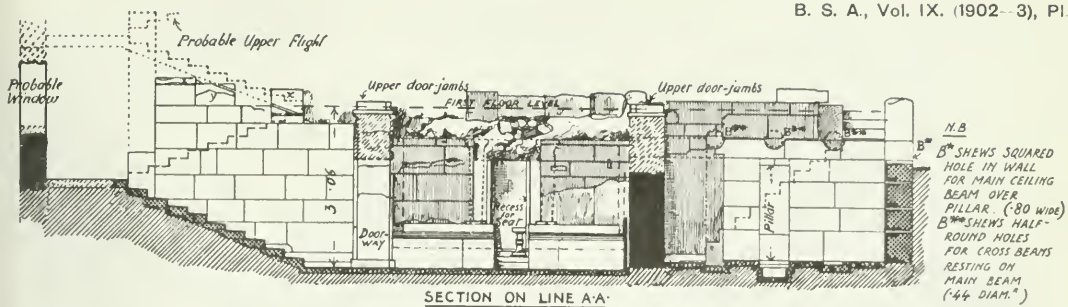 B. S. A., Vol. IX. (1902--3), Pl.
Probable Upper Flight
Probable
Window
y
x
Upper door-jambs
FIRST FLOOR LEVEL
Upper door-jambs
B**
B**
B**
B*
3·06
Door-
way
Recess
for
Seat
Pillar
N.B
B* SHEWS SQUARED
HOLE IN WALL
FOR MAIN CEILING
BEAM OVER
PILLAR. (·80 WIDE)
B** SHEWS HALF-
ROUND HOLES
FOR CROSS BEAMS
RESTING ON
MAIN BEAM
(·44 DIAM.ᴿ)
SECTION ON LINE A·A·